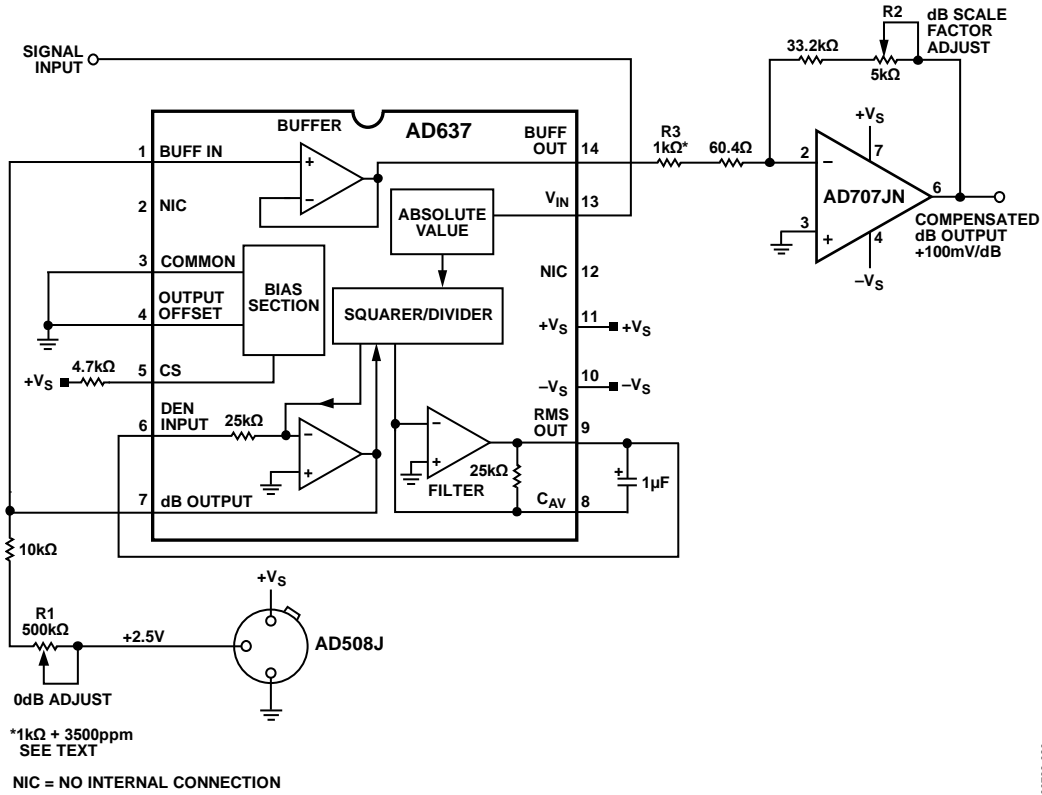 SIGNAL
INPUT
BUFFER
AD637
BUFF
OUT
14
1
BUFF IN
2
NIC
ABSOLUTE
VALUE
VIN
13
3
COMMON
BIAS
SECTION
NIC
12
4
OUTPUT
OFFSET
SQUARER/DIVIDER
+VS
11
+VS
+VS
4.7kΩ
5
CS
–VS
10
–VS
6
DEN
INPUT
25kΩ
RMS
OUT
9
25kΩ
FILTER
+
1µF
7
dB OUTPUT
CAV
8
10kΩ
R1
500kΩ
+2.5V
+VS
AD508J
0dB ADJUST
R3
1kΩ*
60.4Ω
33.2kΩ
R2
5kΩ
dB SCALE
FACTOR
ADJUST
+VS
7
2
–
AD707JN
6
3
+
4
–VS
COMPENSATED
dB OUTPUT
+100mV/dB
*1kΩ + 3500ppm
SEE TEXT
NIC = NO INTERNAL CONNECTION